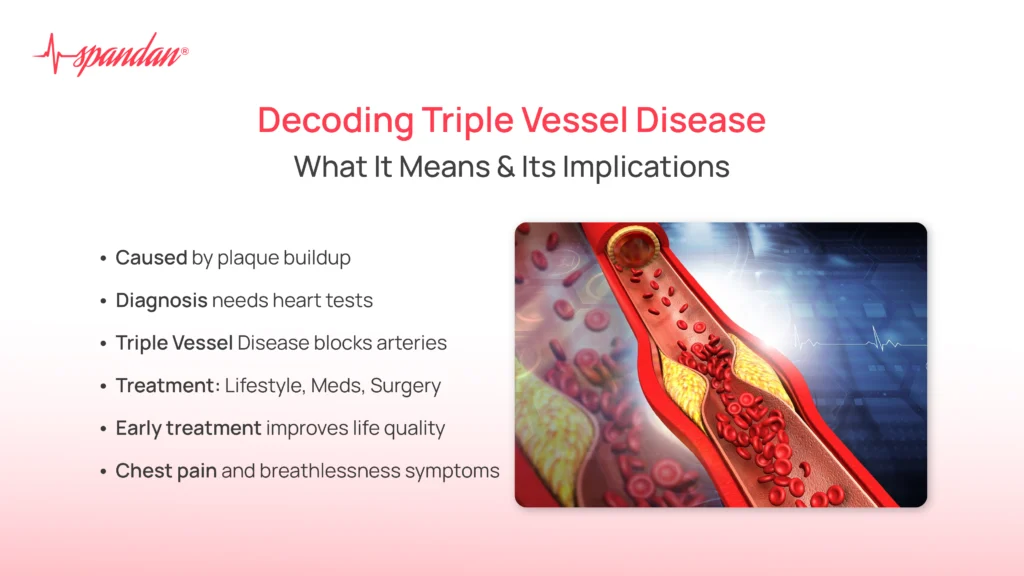 spandan®
Decoding Triple Vessel Disease
What It Means & Its Implications
• Caused by plaque buildup
• Diagnosis needs heart tests
• Triple Vessel Disease blocks arteries
• Treatment: Lifestyle, Meds, Surgery
• Early treatment improves life quality
• Chest pain and breathlessness symptoms